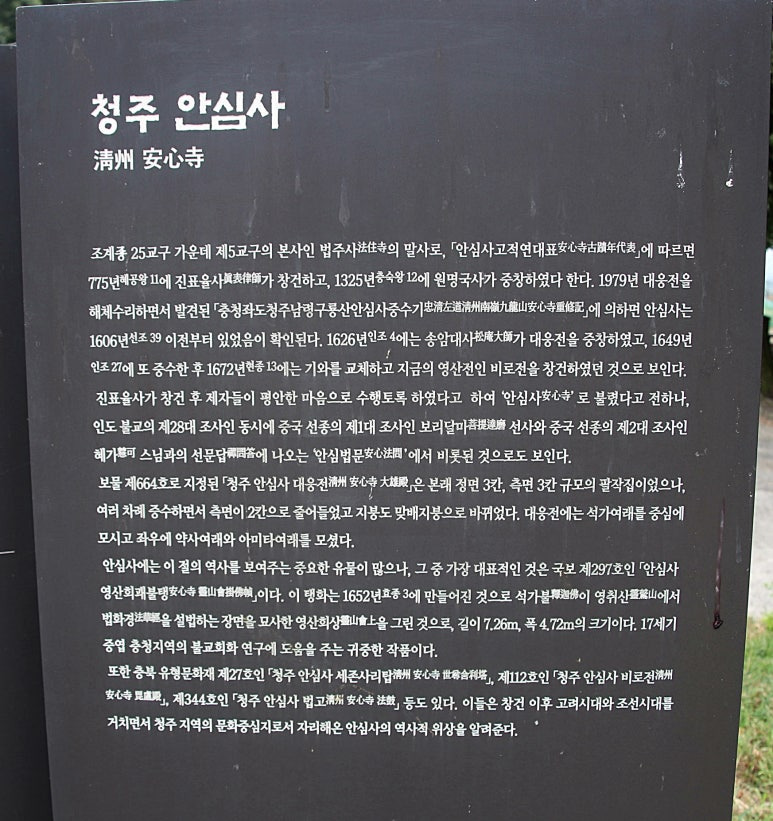 청주 안심사
淸州 安心寺
조계종 25교구 가운데 제5교구의 본사인 법주사法住寺의 말사로, 「안심사고적연대표安心寺古蹟年代表」에 따르면
775년혜공왕 11에 진표율사眞表律師가 창건하고, 1325년충숙왕 12에 원명국사가 중창하였다 한다. 1979년 대웅전을
해체수리하면서 발견된 「충청좌도청주남령구룡산안심사중수기忠淸左道淸州南嶺九龍山安心寺重修記」에 의하면 안심사는
1606년선조 39 이전부터 있었음이 확인된다. 1626년인조 4에는 송암대사松庵大師가 대웅전을 중창하였고, 1649년
인조 27에 또 중수한 후 1672년현종 13에는 기와를 교체하고 지금의 영산전인 비로전을 창건하였던 것으로 보인다.
진표율사가 창건 후 제자들이 평안한 마음으로 수행토록 하였다고 하여 '안심사安心寺'로 불렸다고 전하나,
인도 불교의 제28대 조사인 동시에 중국 선종의 제1대 조사인 보리달마菩提達磨 선사와 중국 선종의 제2대 조사인
혜가慧可 스님과의 선문답禪問答에 나오는 '안심법문安心法門'에서 비롯된 것으로도 보인다.
보물 제664호로 지정된 「청주 안심사 대웅전淸州 安心寺 大雄殿」은 본래 정면 3칸, 측면 3칸 규모의 팔작집이었으나,
여러 차례 중수하면서 측면이 2칸으로 줄어들었고 지붕도 맞배지붕으로 바뀌었다. 대웅전에는 석가여래를 중심에
모시고 좌우에 약사여래와 아미타여래를 모셨다.
안심사에는 이 절의 역사를 보여주는 중요한 유물이 많으나, 그 중 가장 대표적인 것은 국보 제297호인 「안심사
영산회괘불탱安心寺 靈山會掛佛幀」이다. 이 탱화는 1652년효종 3에 만들어진 것으로 석가불釋迦佛이 영취산靈鷲山에서
법화경法華經을 설법하는 장면을 묘사한 영산회상靈山會上을 그린 것으로, 길이 7.26m, 폭 4.72m의 크기이다. 17세기
중엽 충청지역의 불교회화 연구에 도움을 주는 귀중한 작품이다.
또한 충북 유형문화재 제27호인 「청주 안심사 세존사리탑淸州 安心寺 世尊舍利塔」, 제112호인 「청주 안심사 비로전淸州
安心寺 毘盧殿」, 제344호인 「청주 안심사 법고淸州 安心寺 法鼓」 등도 있다. 이들은 창건 이후 고려시대와 조선시대를
거치면서 청주 지역의 문화중심지로서 자리해온 안심사의 역사적 위상을 알려준다.